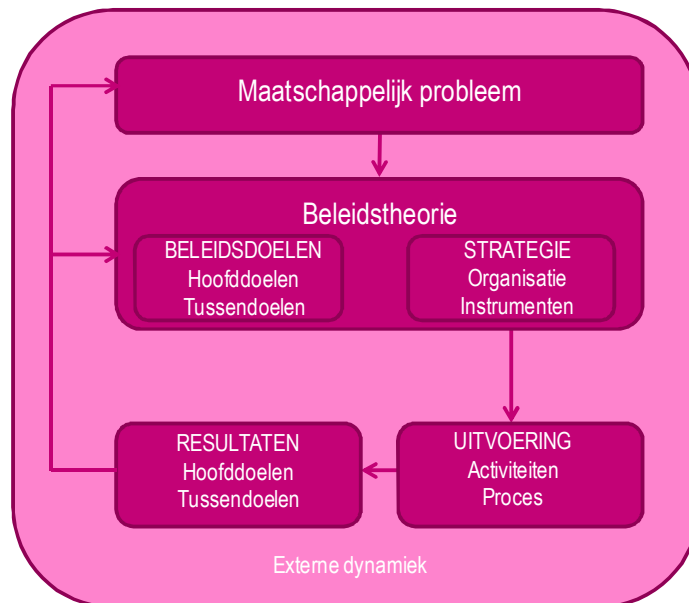 Maatschappelijk probleem
Beleidstheorie
BELEIDSDOELEN
Hoofddoelen
Tussendoelen
STRATEGIE
Organisatie
Instrumenten
RESULTATEN
Hoofddoelen
Tussendoelen
UITVOERING
Activiteiten
Proces
Externe dynamiek